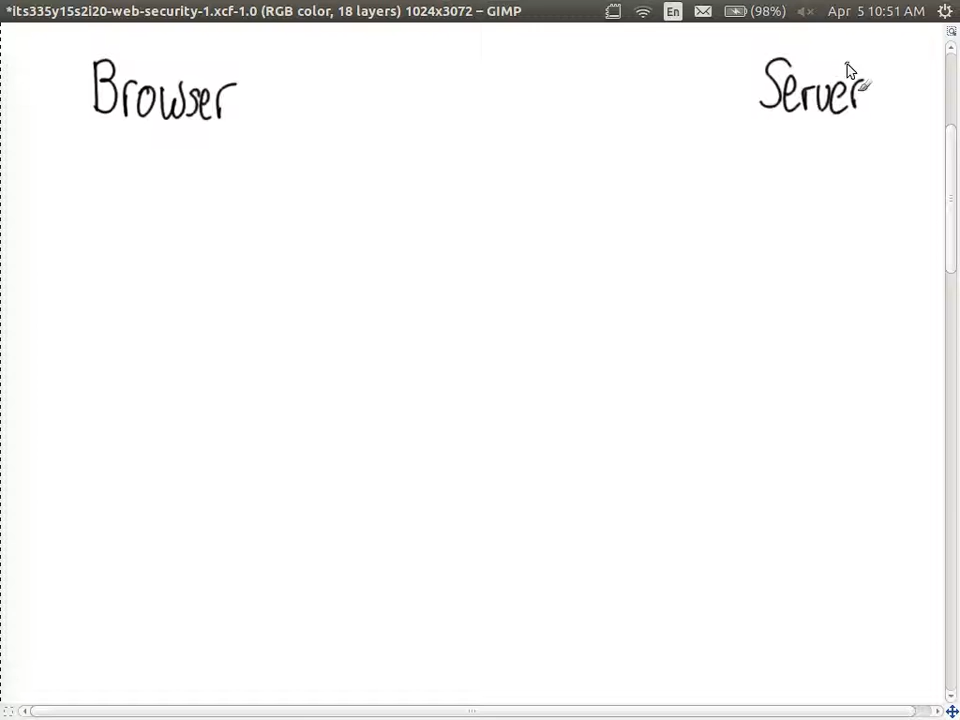 *its335y15s2i20-web-security-1.xcf-1.0 (RGB color, 18 layers) 1024x3072 – GIMP En (98%) Apr 5 10:51 AM
Browser Server